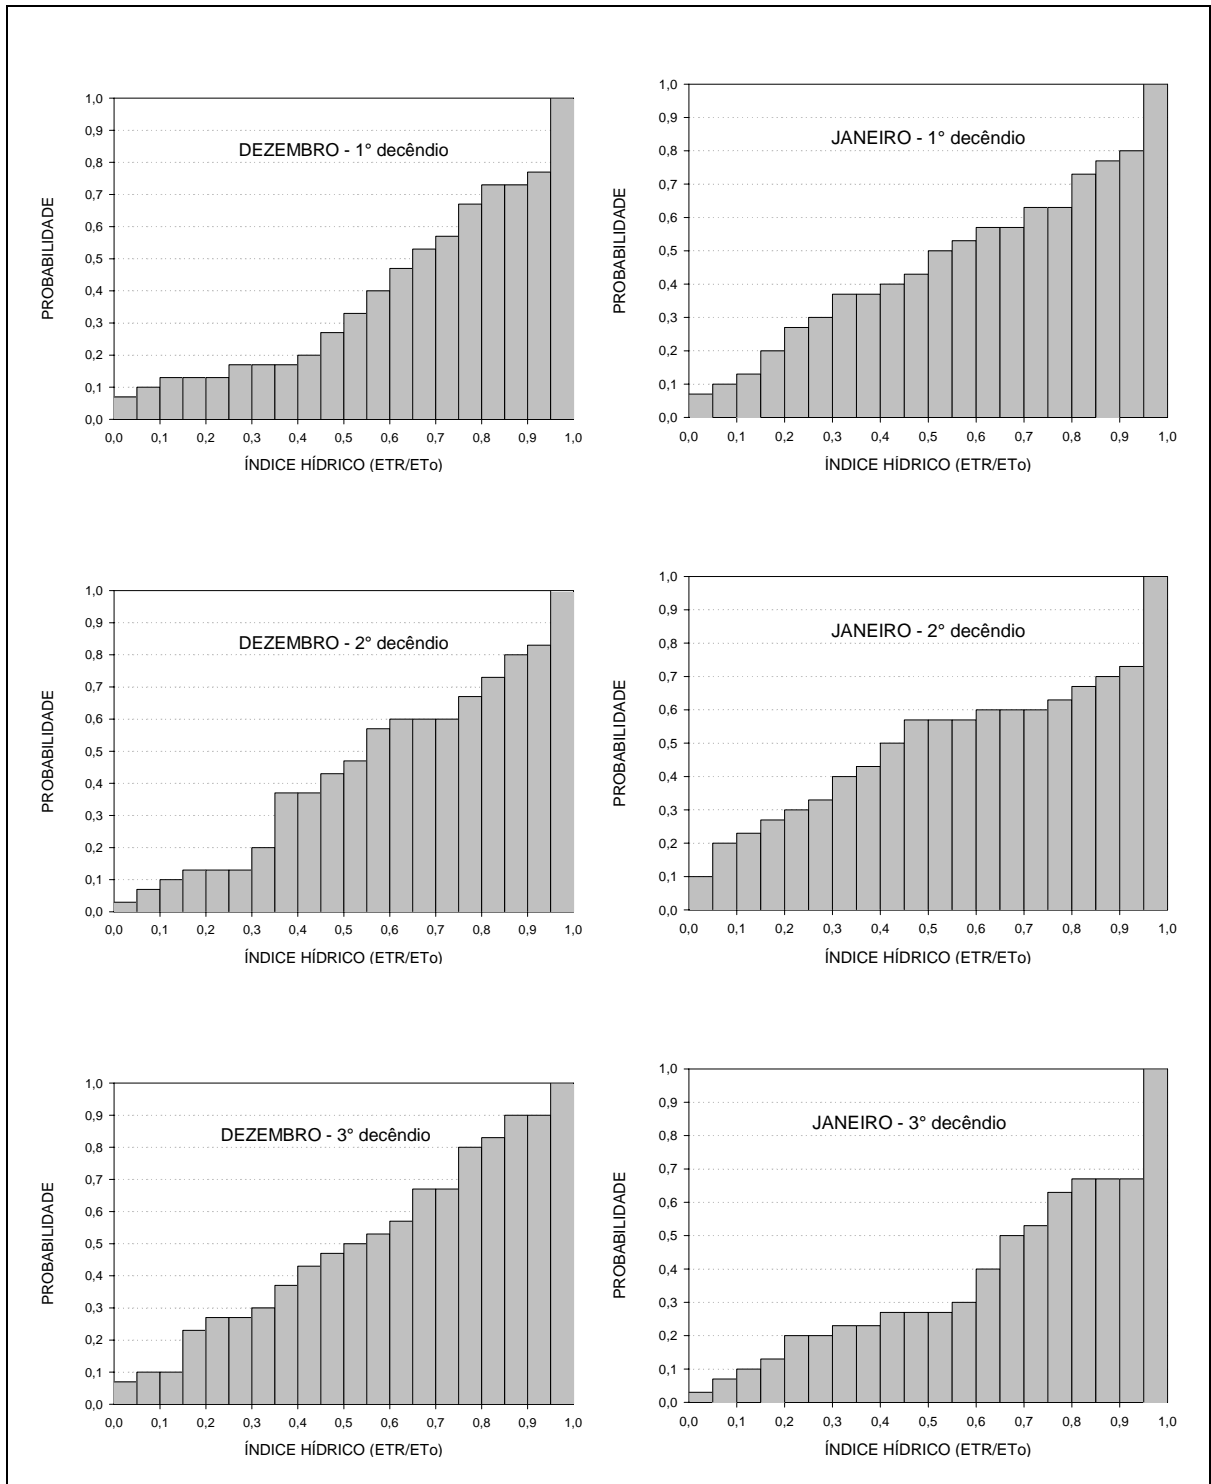 DEZEMBRO - 1° decêndio
PROBABILIDADE
1,0
0,9
0,8
0,7
0,6
0,5
0,4
0,3
0,2
0,1
0,0
0,0 0,1 0,2 0,3 0,4 0,5 0,6 0,7 0,8 0,9 1,0
ÍNDICE HÍDRICO (ETR/ETo)
JANEIRO - 1° decêndio
PROBABILIDADE
1,0
0,9
0,8
0,7
0,6
0,5
0,4
0,3
0,2
0,1
0,0
0,0 0,1 0,2 0,3 0,4 0,5 0,6 0,7 0,8 0,9 1,0
ÍNDICE HÍDRICO (ETR/ETo)
DEZEMBRO - 2° decêndio
PROBABILIDADE
1,0
0,9
0,8
0,7
0,6
0,5
0,4
0,3
0,2
0,1
0,0
0,0 0,1 0,2 0,3 0,4 0,5 0,6 0,7 0,8 0,9 1,0
ÍNDICE HÍDRICO (ETR/ETo)
JANEIRO - 2° decêndio
PROBABILIDADE
1,0
0,9
0,8
0,7
0,6
0,5
0,4
0,3
0,2
0,1
0,0
0,0 0,1 0,2 0,3 0,4 0,5 0,6 0,7 0,8 0,9 1,0
ÍNDICE HÍDRICO (ETR/ETo)
DEZEMBRO - 3° decêndio
PROBABILIDADE
1,0
0,9
0,8
0,7
0,6
0,5
0,4
0,3
0,2
0,1
0,0
0,0 0,1 0,2 0,3 0,4 0,5 0,6 0,7 0,8 0,9 1,0
ÍNDICE HÍDRICO (ETR/ETo)
JANEIRO - 3° decêndio
PROBABILIDADE
1,0
0,9
0,8
0,7
0,6
0,5
0,4
0,3
0,2
0,1
0,0
0,0 0,1 0,2 0,3 0,4 0,5 0,6 0,7 0,8 0,9 1,0
ÍNDICE HÍDRICO (ETR/ETo)